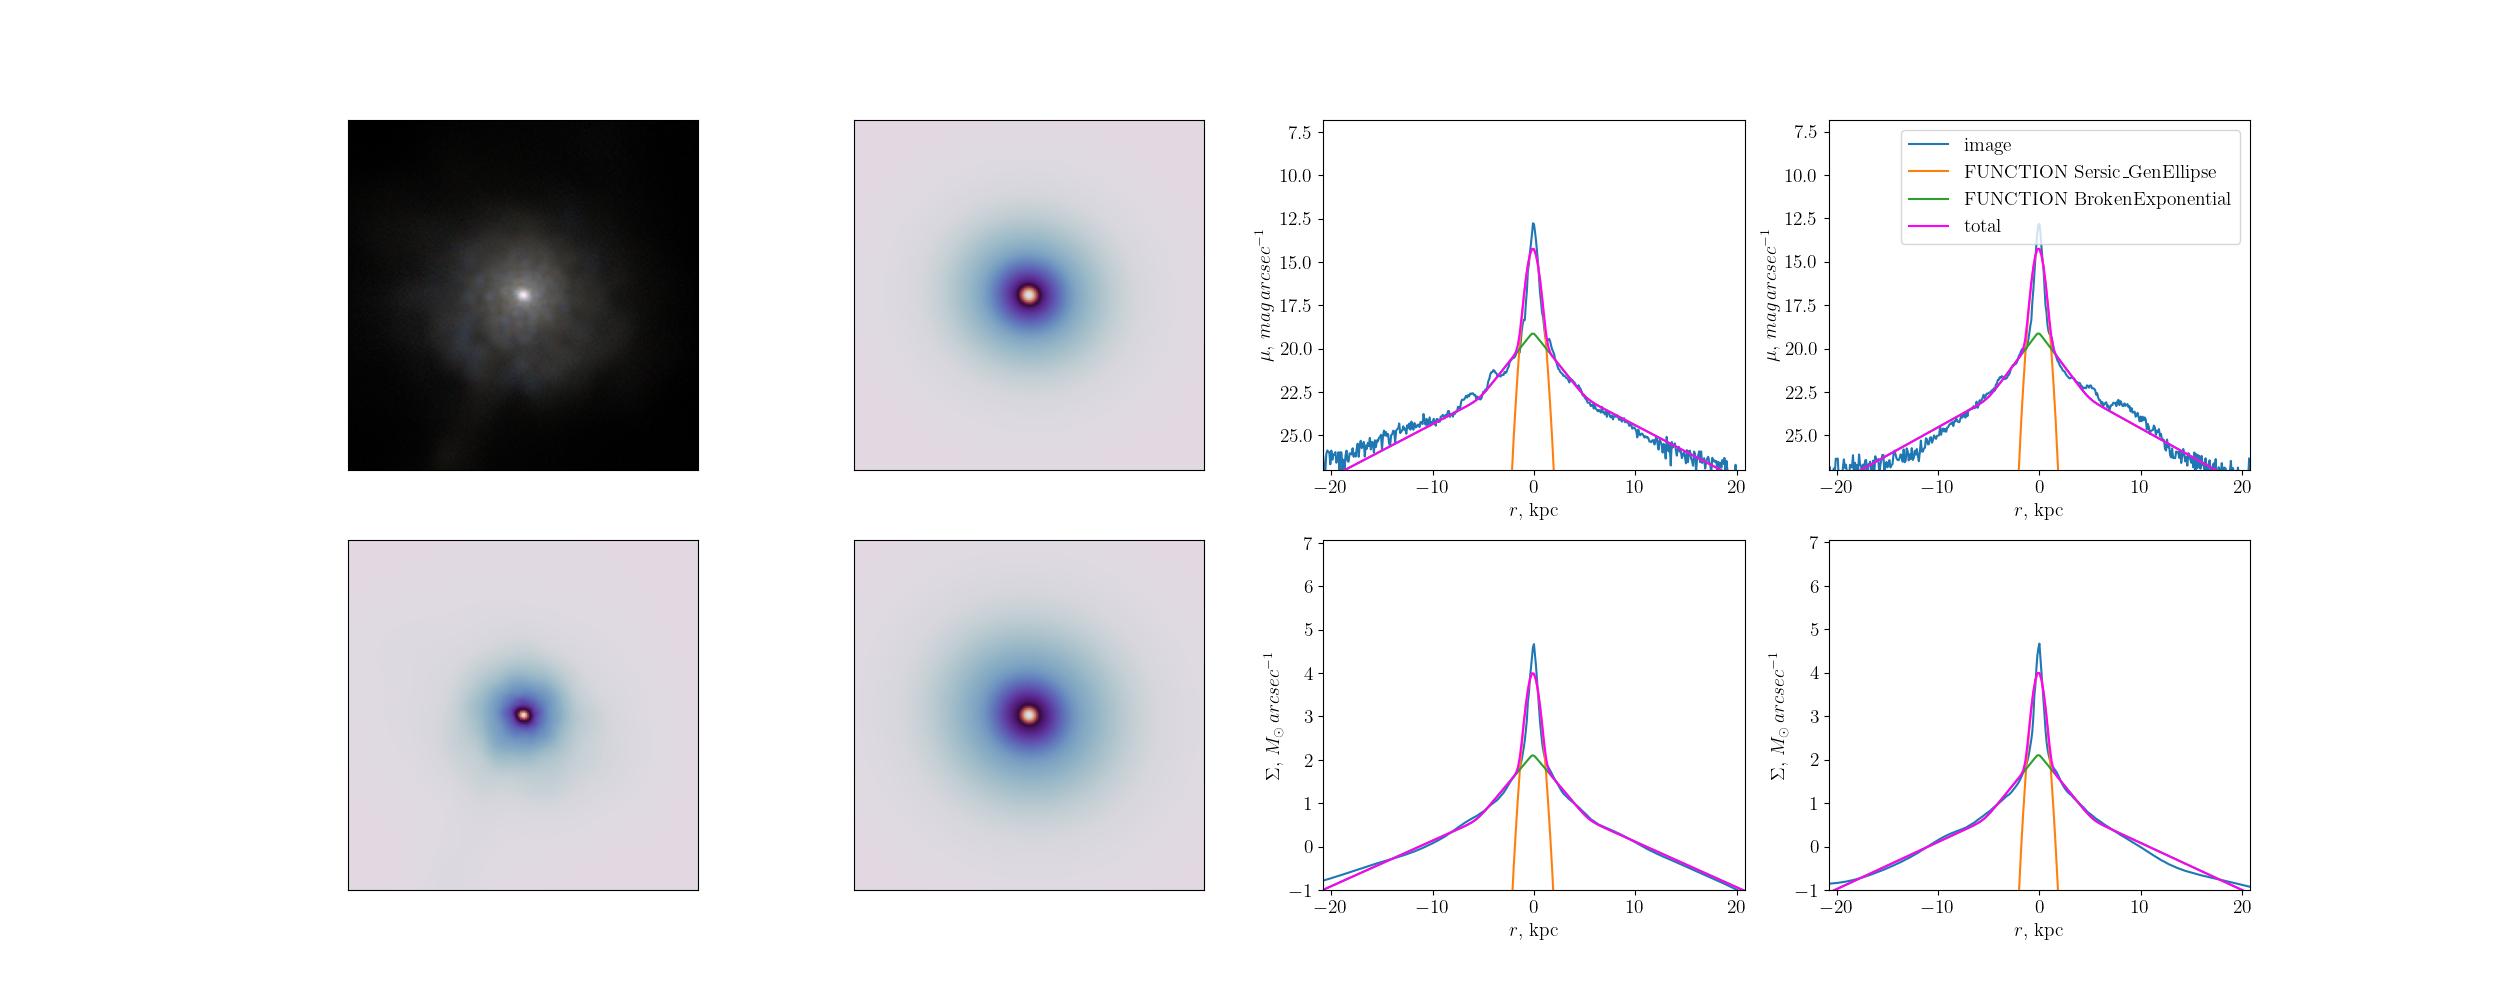 7.5
10.0
12.5
15.0
17.5
20.0
22.5
25.0
μ, mag arcsec⁻¹
−20 −10 0 10 20
r, kpc
7.5
10.0
12.5
15.0
17.5
20.0
22.5
25.0
μ, mag arcsec⁻¹
image
FUNCTION Sersic_GenEllipse
FUNCTION BrokenExponential
total
−20 −10 0 10 20
r, kpc
7
6
5
4
3
2
1
0
−1
Σ, M⊙ arcsec⁻¹
−20 −10 0 10 20
r, kpc
7
6
5
4
3
2
1
0
−1
Σ, M⊙ arcsec⁻¹
−20 −10 0 10 20
r, kpc